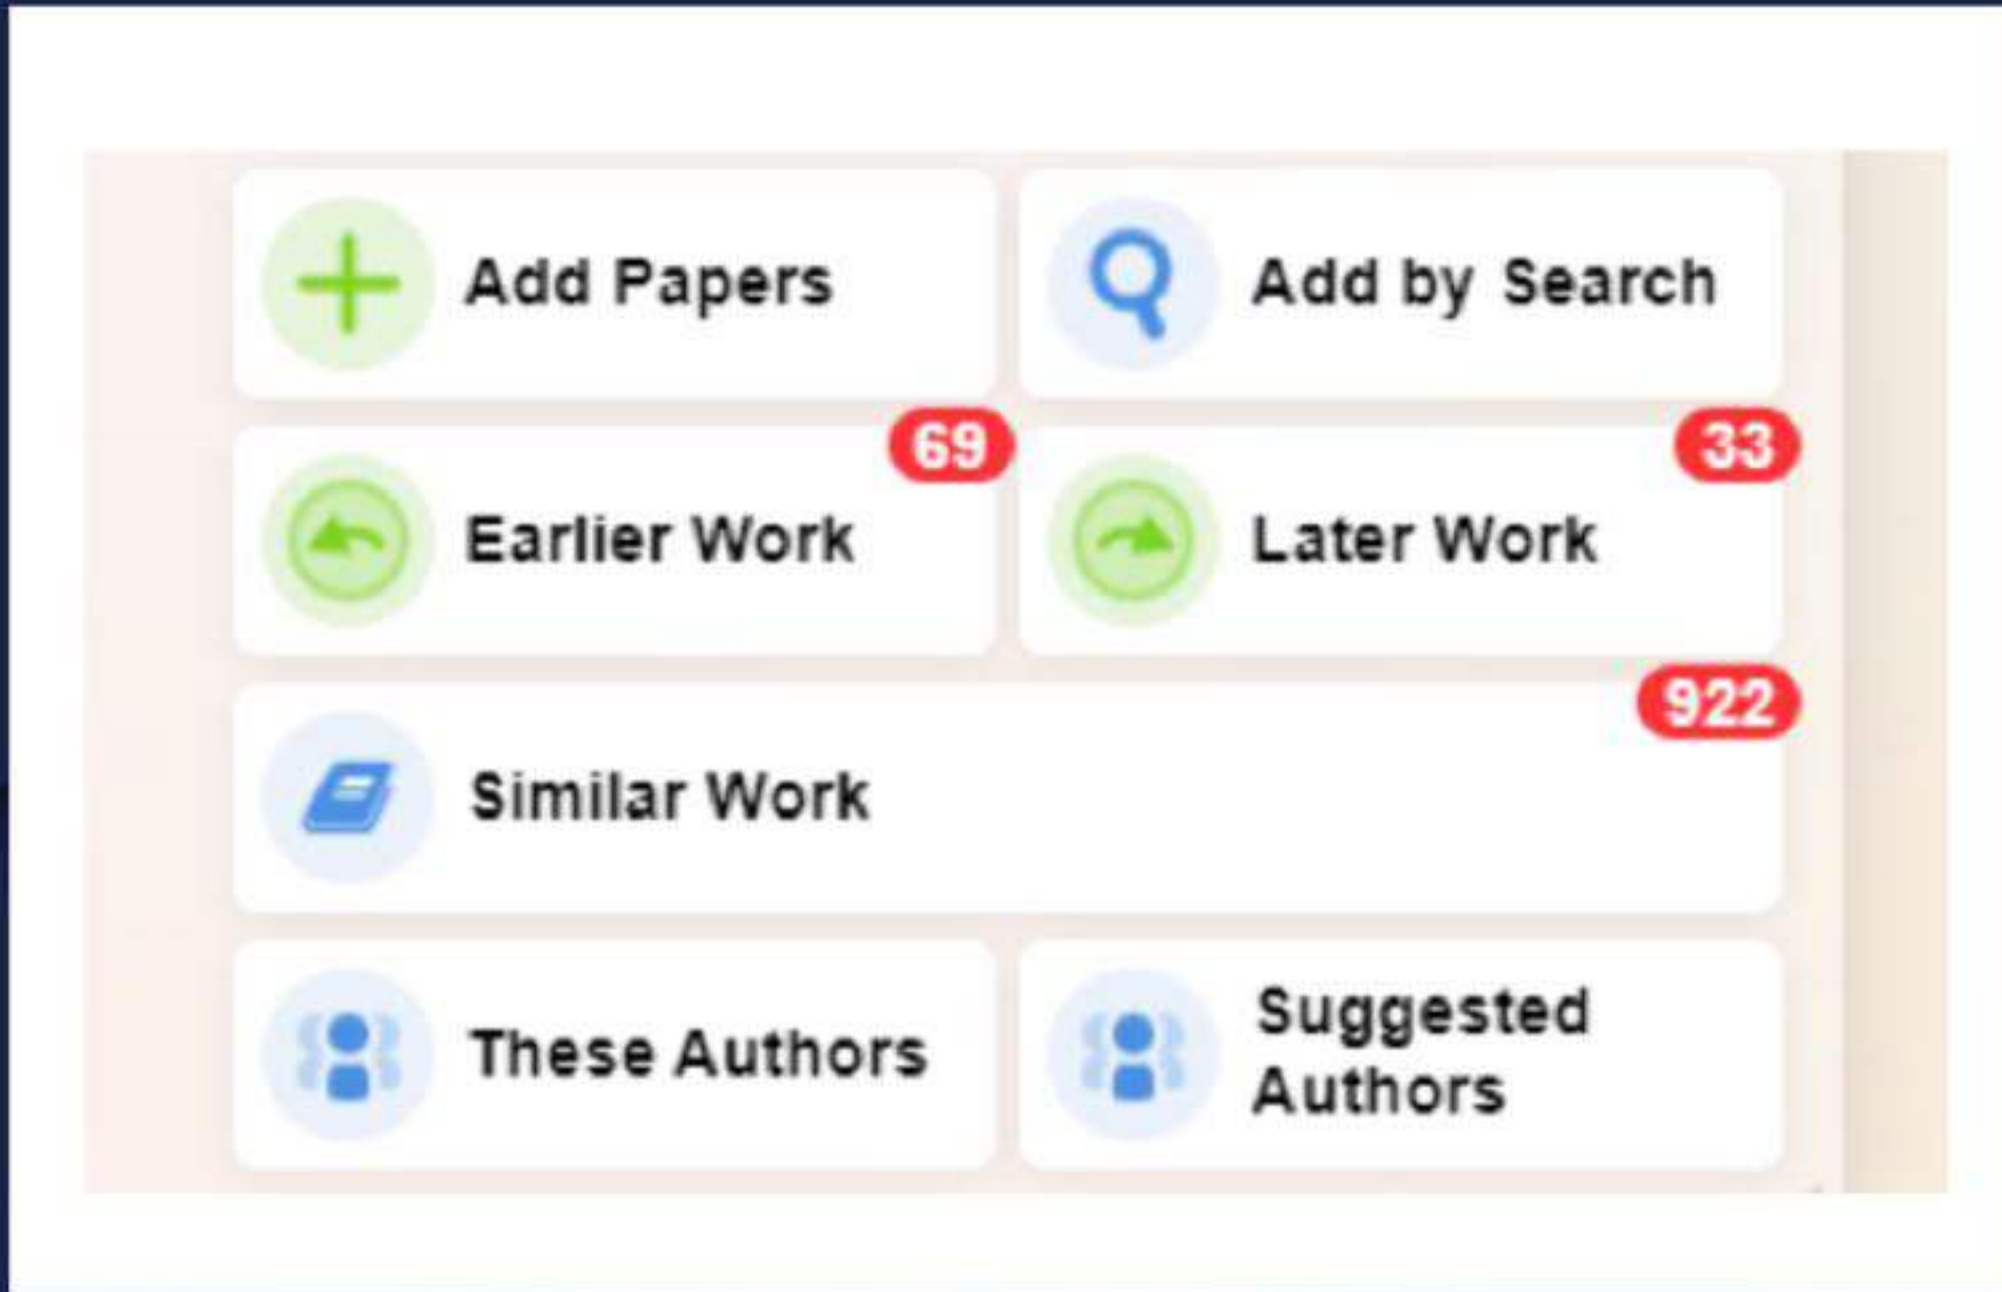 Add Papers
Add by Search
69
33
Earlier Work
Later Work
922
Similar Work
These Authors
Suggested
Authors